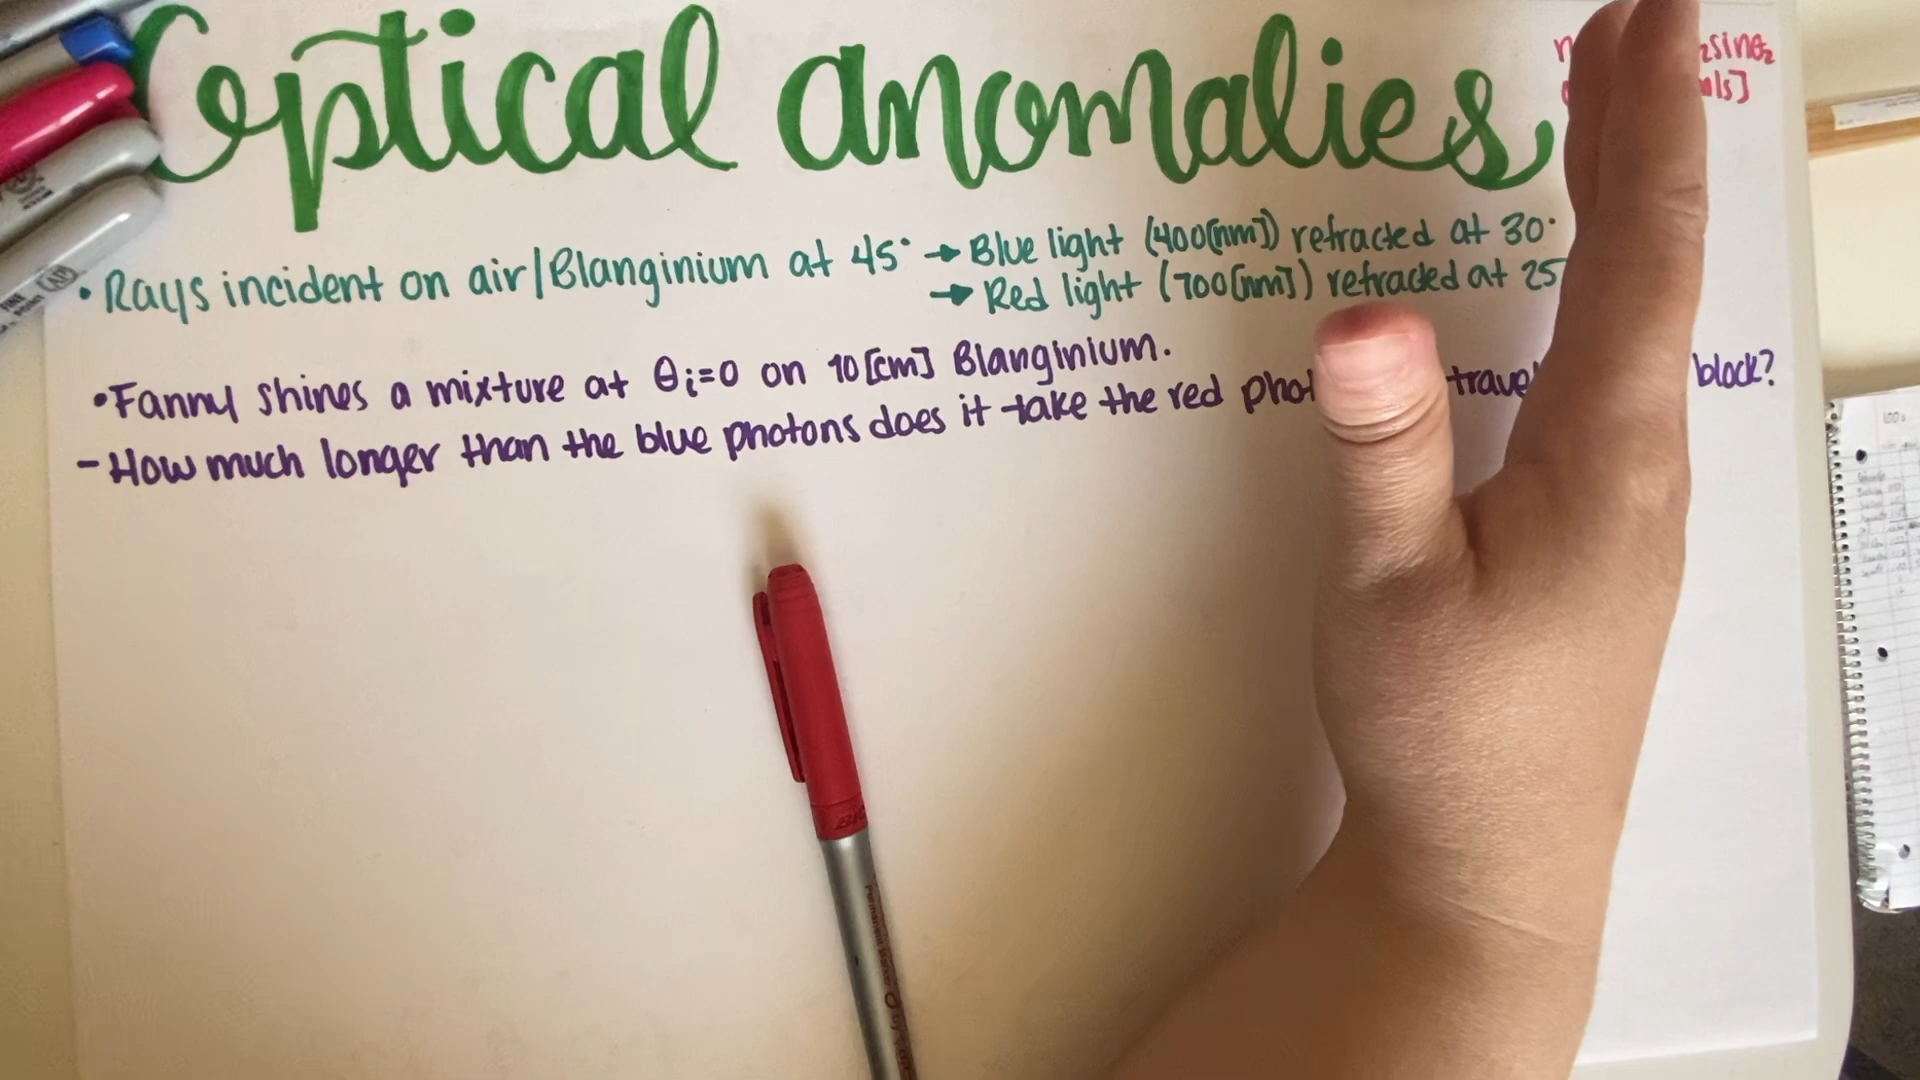 Optical anomalies
sinθ₂
• Rays incident on air/Blanginium at 45° → Blue light (400[nm]) refracted at 30°
→ Red light (700[nm]) refracted at 25
• Fanny shines a mixture at θi=0 on 10[cm] Blanginium.
- How much longer than the blue photons does it take the red block?